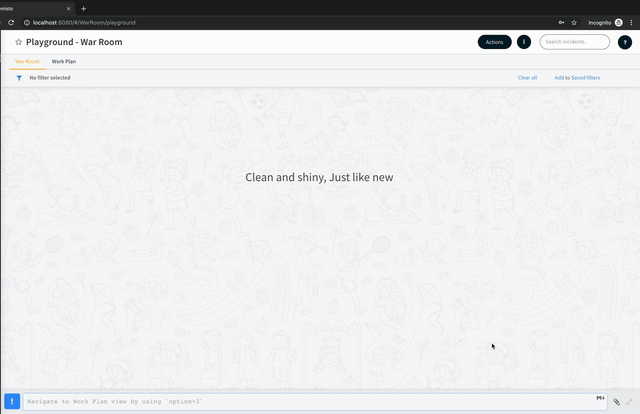 misto
localhost:8080/#/WarRoom/playground
Incognito
Playground - War Room
Actions
Search Incidents.
?
War Room
Work Plan
No filter selected
Clear all
Add to Saved filters
Clean and shiny, Just like new
!
Navigate to Work Plan view by using `option+2`
M↓